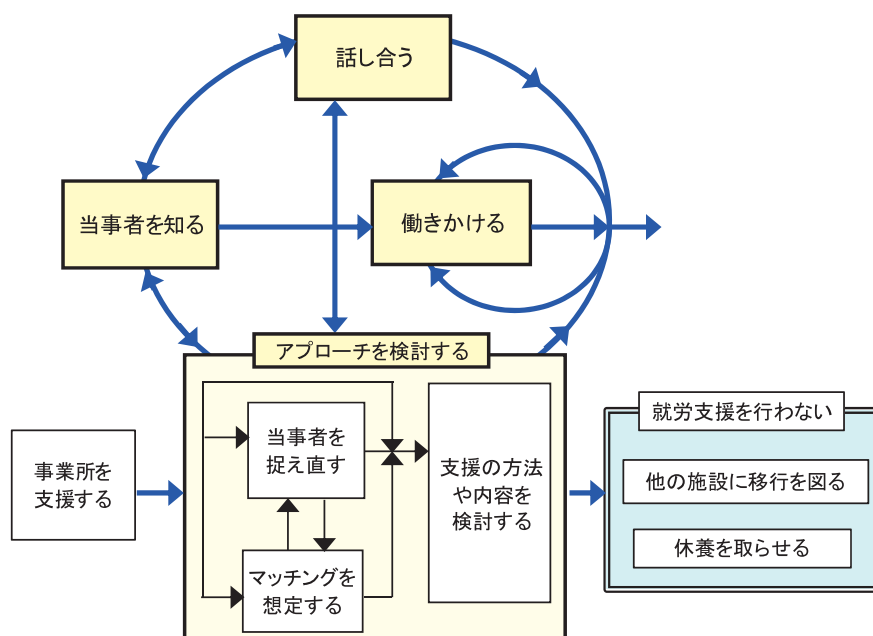 話し合う
当事者を知る
働きかける
アプローチを検討する
当事者を
捉え直す
マッチングを
想定する
支援の方法
や内容を
検討する
事業所を
支援する
就労支援を行わない
他の施設に移行を図る
休養を取らせる